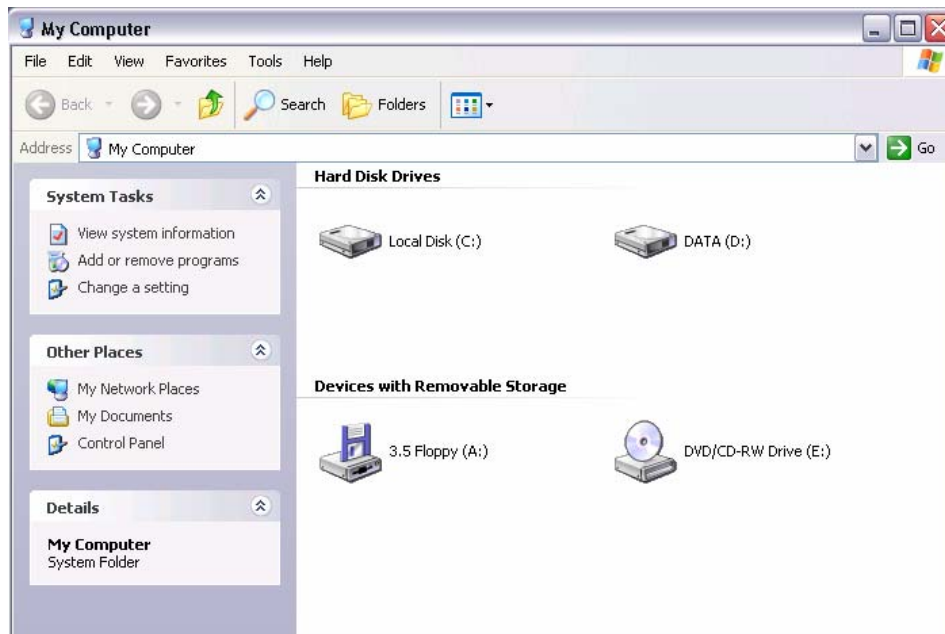 My Computer
File Edit View Favorites Tools Help
Back Search Folders
Address My Computer Go
System Tasks
View system information
Add or remove programs
Change a setting
Other Places
My Network Places
My Documents
Control Panel
Details
My Computer
System Folder
Hard Disk Drives
Local Disk (C:) DATA (D:)
Devices with Removable Storage
3.5 Floppy (A:) DVD/CD-RW Drive (E:)